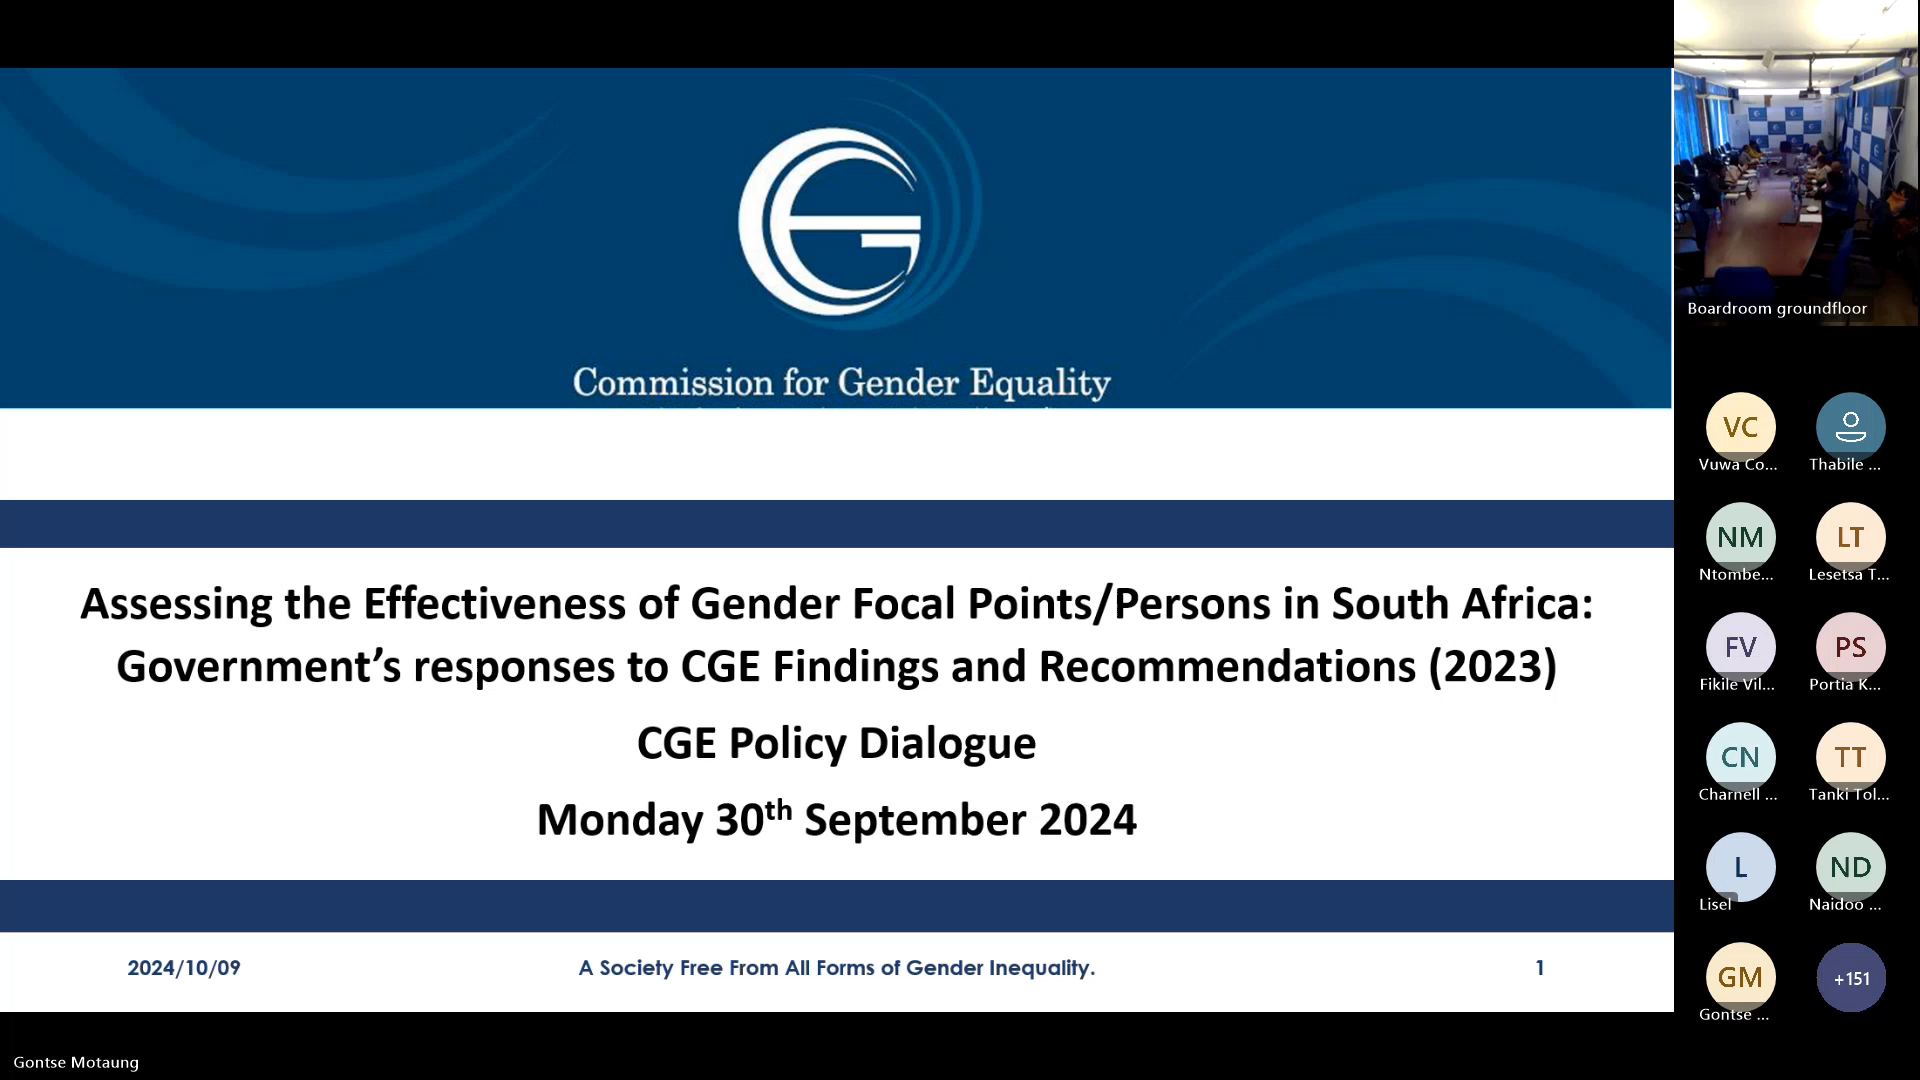 Commission for Gender Equality
Assessing the Effectiveness of Gender Focal Points/Persons in South Africa:
Government’s responses to CGE Findings and Recommendations (2023)
CGE Policy Dialogue
Monday 30th September 2024
2024/10/09
A Society Free From All Forms of Gender Inequality.
1
Gontse Motaung
Boardroom groundfloor
VC
Vuwa Co...
Thabile ...
NM
Ntombe...
LT
Lesetsa T...
FV
Fikile Vil...
PS
Portia K...
CN
Charnell ...
TT
Tanki Tol...
L
Lisel
ND
Naidoo ...
GM
Gontse ...
+151